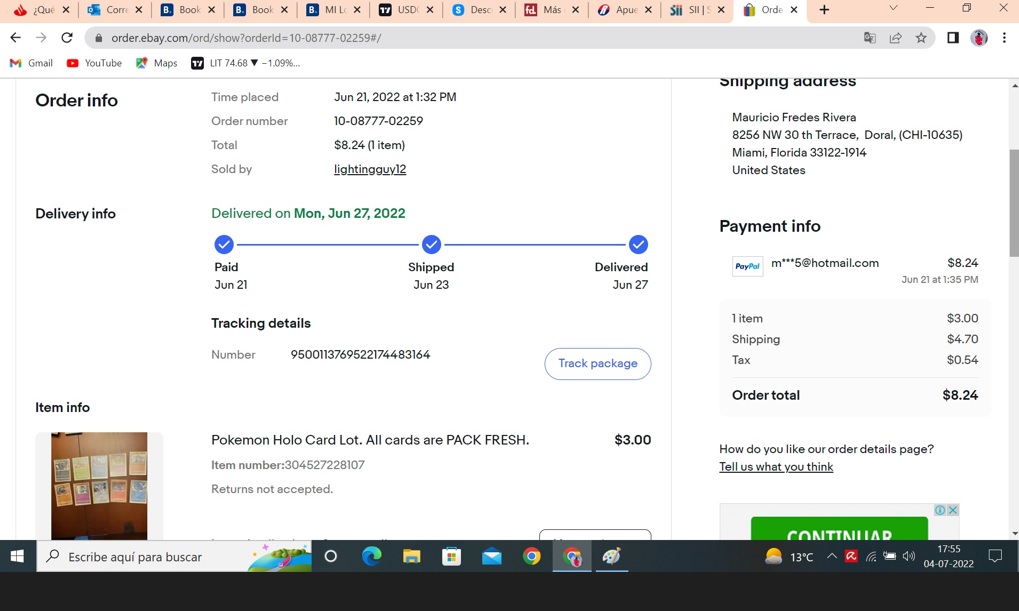 ¿Qué
Corre
Book
Book
MI Lo
USD
Desc
Más
Apue
SII | S
Orde
order.ebay.com/ord/show?orderId=10-08777-02259#/
Gmail
YouTube
Maps
LIT 74.68 ▼ −1.09%...
Order info
Time placed Jun 21, 2022 at 1:32 PM
Order number 10-08777-02259
Total $8.24 (1 item)
Sold by lightingguy12
Delivery info
Delivered on Mon, Jun 27, 2022
Paid Shipped Delivered
Jun 21 Jun 23 Jun 27
Tracking details
Number 9500113769522174483164
Track package
Item info
Pokemon Holo Card Lot. All cards are PACK FRESH. $3.00
Item number:304527228107
Returns not accepted.
Shipping address
Mauricio Fredes Rivera
8256 NW 30 th Terrace, Doral, (CHI-10635)
Miami, Florida 33122-1914
United States
Payment info
PayPal m***5@hotmail.com $8.24
Jun 21 at 1:35 PM
1 item $3.00
Shipping $4.70
Tax $0.54
Order total $8.24
How do you like our order details page?
Tell us what you think
CONTINUAR
Escribe aquí para buscar
13°C
17:55
04-07-2022